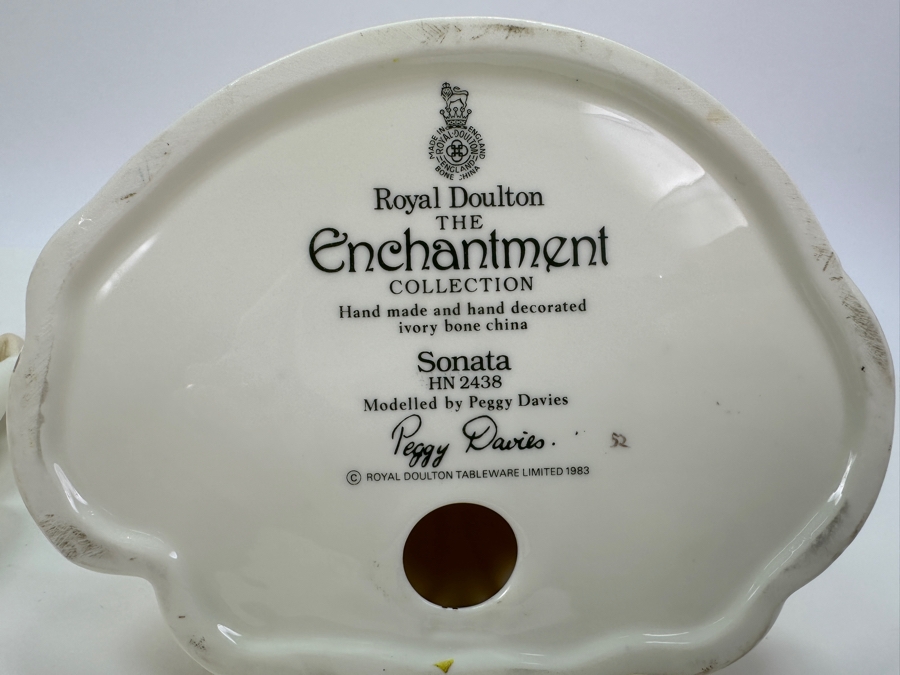 MADE IN ENGLAND
ROYAL·DOULTON
ENGLAND
BONE CHINA
Royal Doulton
THE
Enchantment
COLLECTION
Hand made and hand decorated
ivory bone china
Sonata
HN 2438
Modelled by Peggy Davies
Peggy Davies.
52
© ROYAL DOULTON TABLEWARE LIMITED 1983